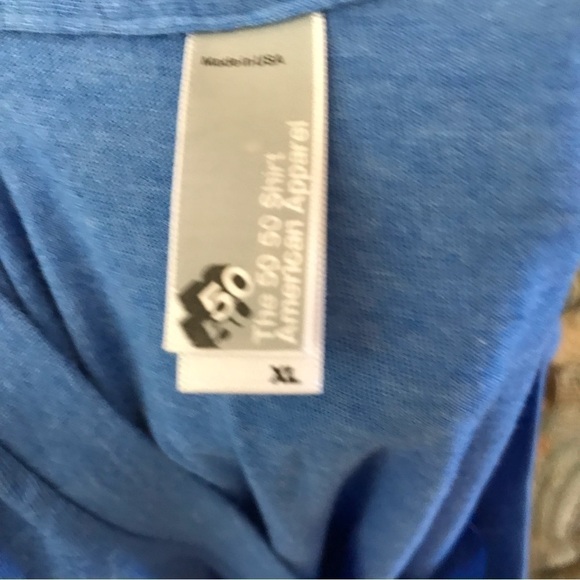 Made in USA
50
50
The 50 50 Shirt
American Apparel
XL